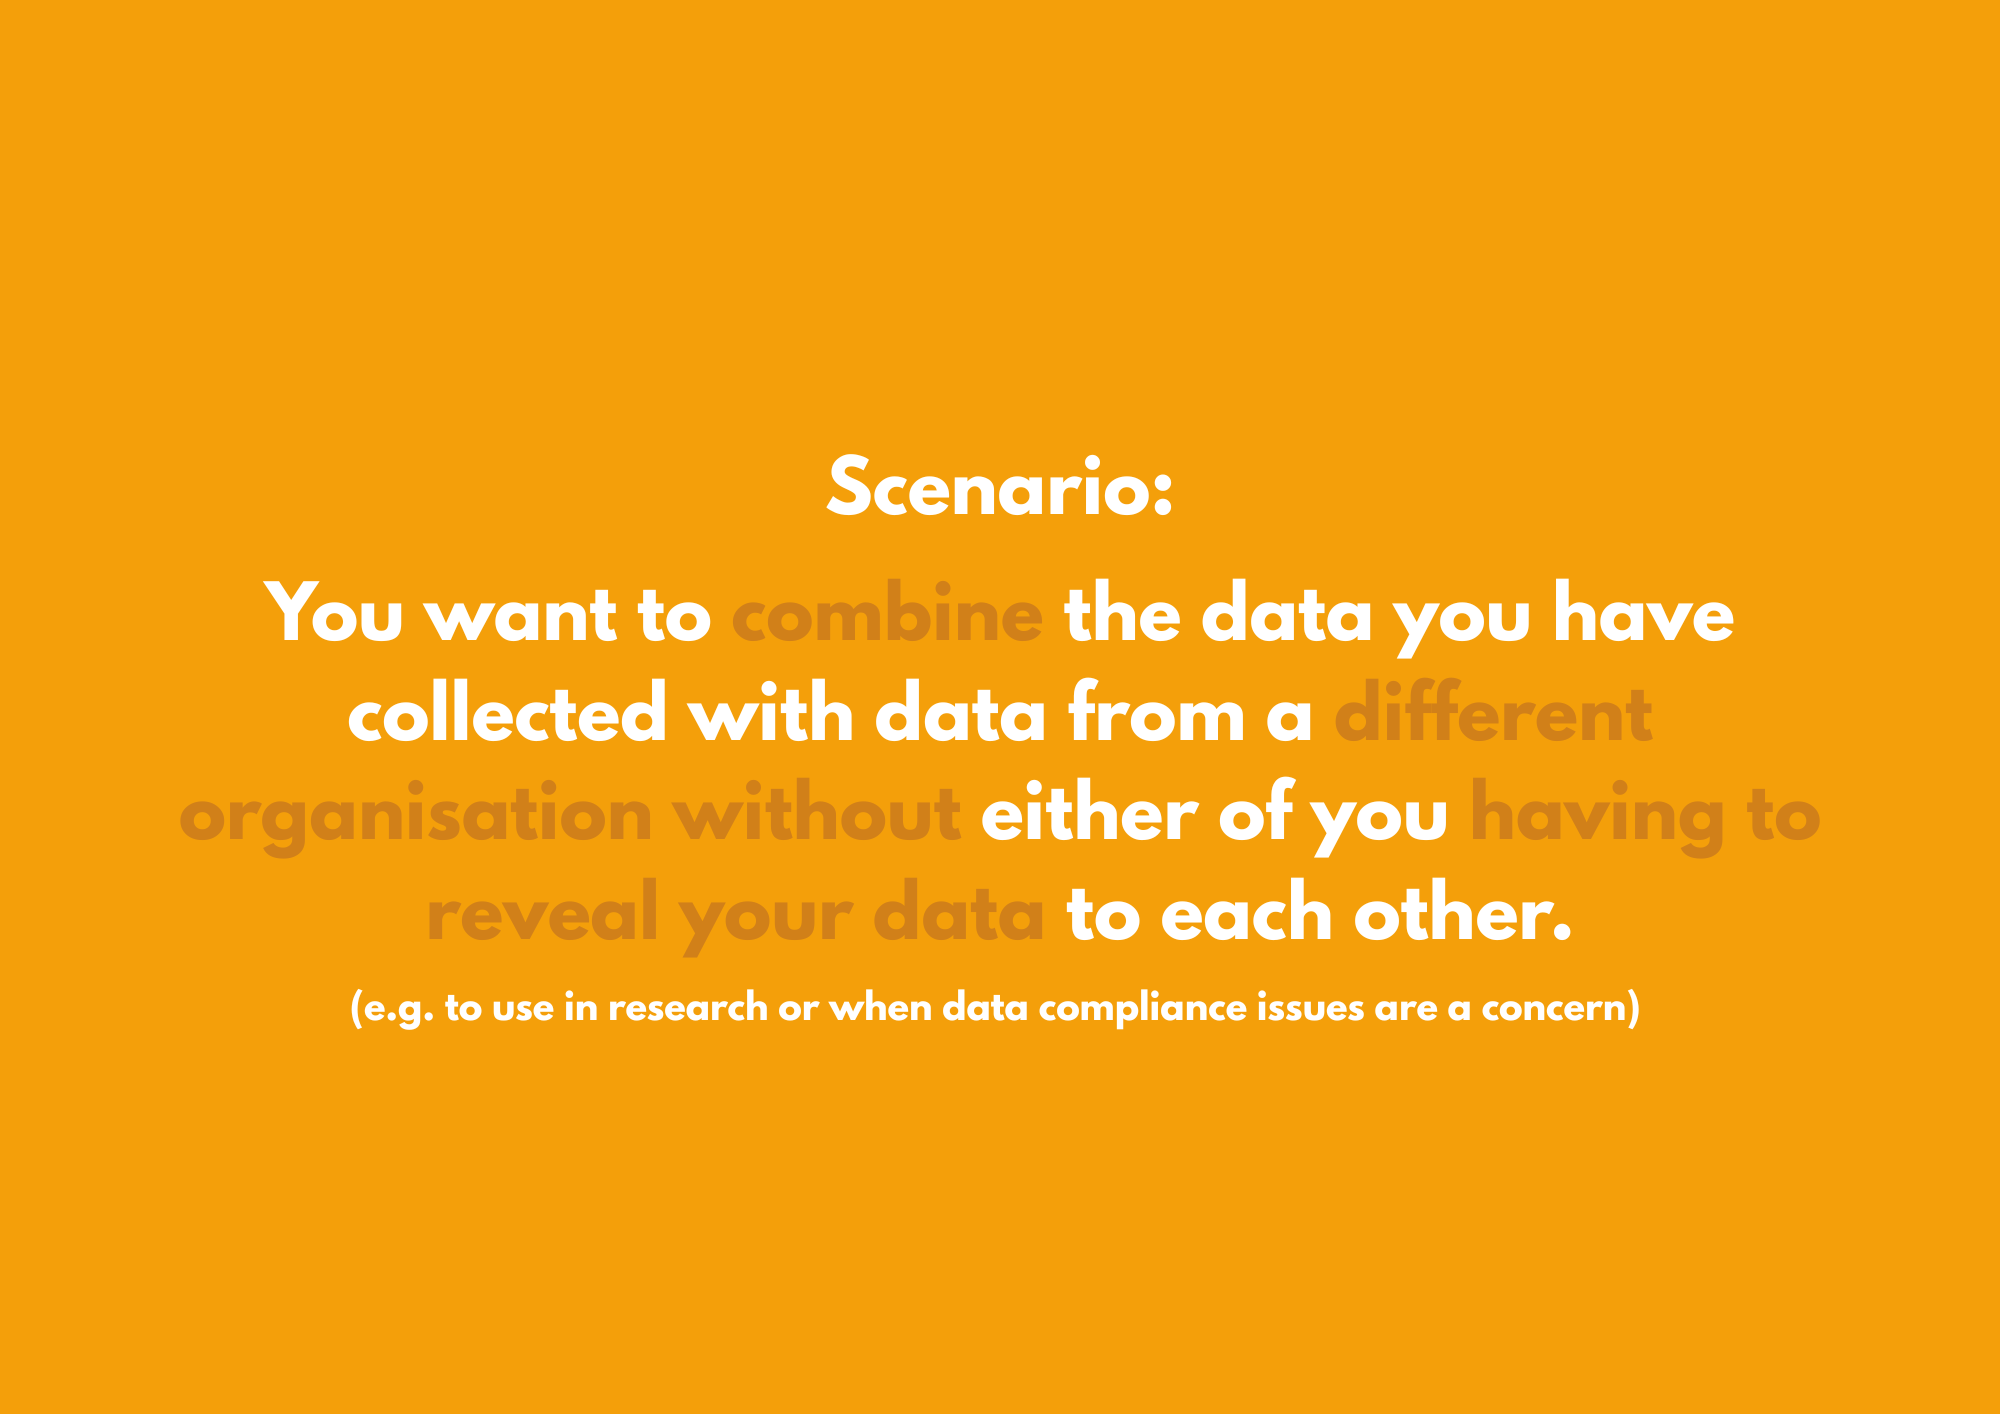 Scenario:
You want to combine the data you have
collected with data from a different
organisation without either of you having to
reveal your data to each other.
(e.g. to use in research or when data compliance issues are a concern)